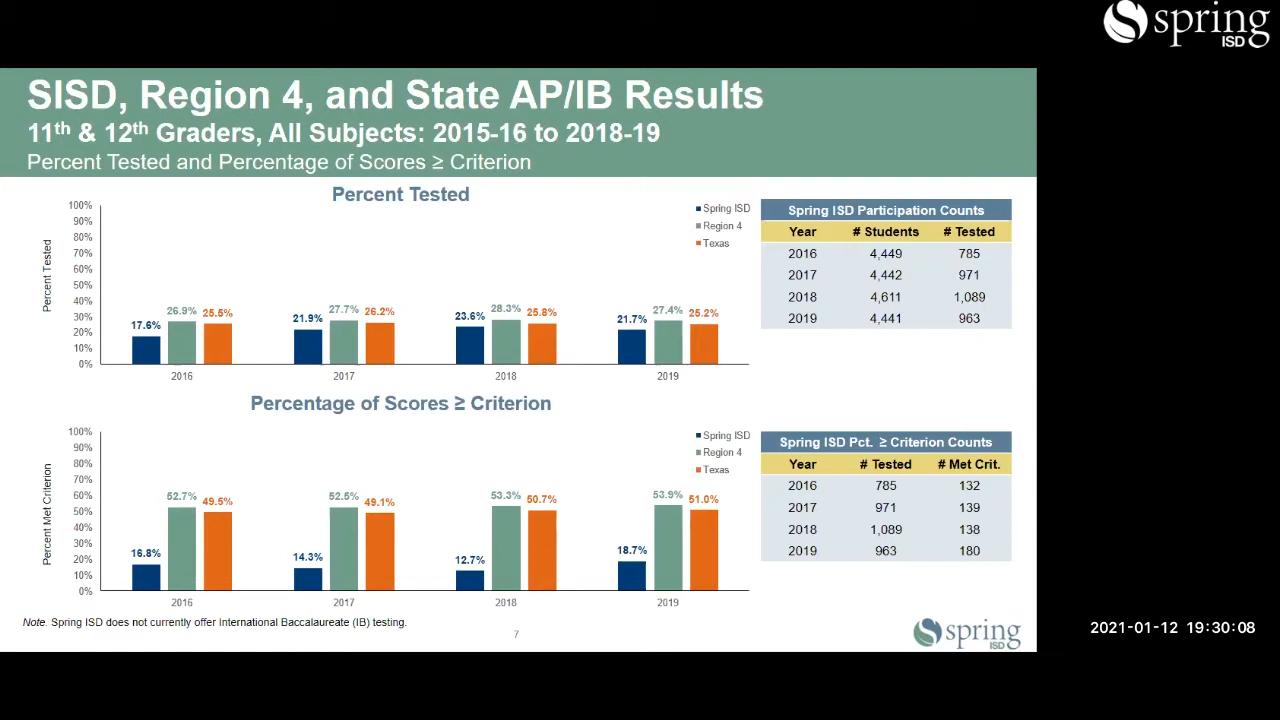 spring
ISD
SISD, Region 4, and State AP/IB Results
11th & 12th Graders, All Subjects: 2015-16 to 2018-19
Percent Tested and Percentage of Scores ≥ Criterion
Percent Tested
Percent Tested
100%
90%
80%
70%
60%
50%
40%
30%
20%
10%
0%
Spring ISD
Region 4
Texas
17.6% 26.9% 25.5%
21.9% 27.7% 26.2%
23.6% 28.3% 25.8%
21.7% 27.4% 25.2%
2016 2017 2018 2019
Spring ISD Participation Counts
Year # Students # Tested
2016 4,449 785
2017 4,442 971
2018 4,611 1,089
2019 4,441 963
Percentage of Scores ≥ Criterion
Percent Met Criterion
100%
90%
80%
70%
60%
50%
40%
30%
20%
10%
0%
Spring ISD
Region 4
Texas
16.8% 52.7% 49.5%
14.3% 52.5% 49.1%
12.7% 53.3% 50.7%
18.7% 53.9% 51.0%
2016 2017 2018 2019
Spring ISD Pct. ≥ Criterion Counts
Year # Tested # Met Crit.
2016 785 132
2017 971 139
2018 1,089 138
2019 963 180
Note. Spring ISD does not currently offer International Baccalaureate (IB) testing.
7
spring
ISD
2021-01-12 19:30:08